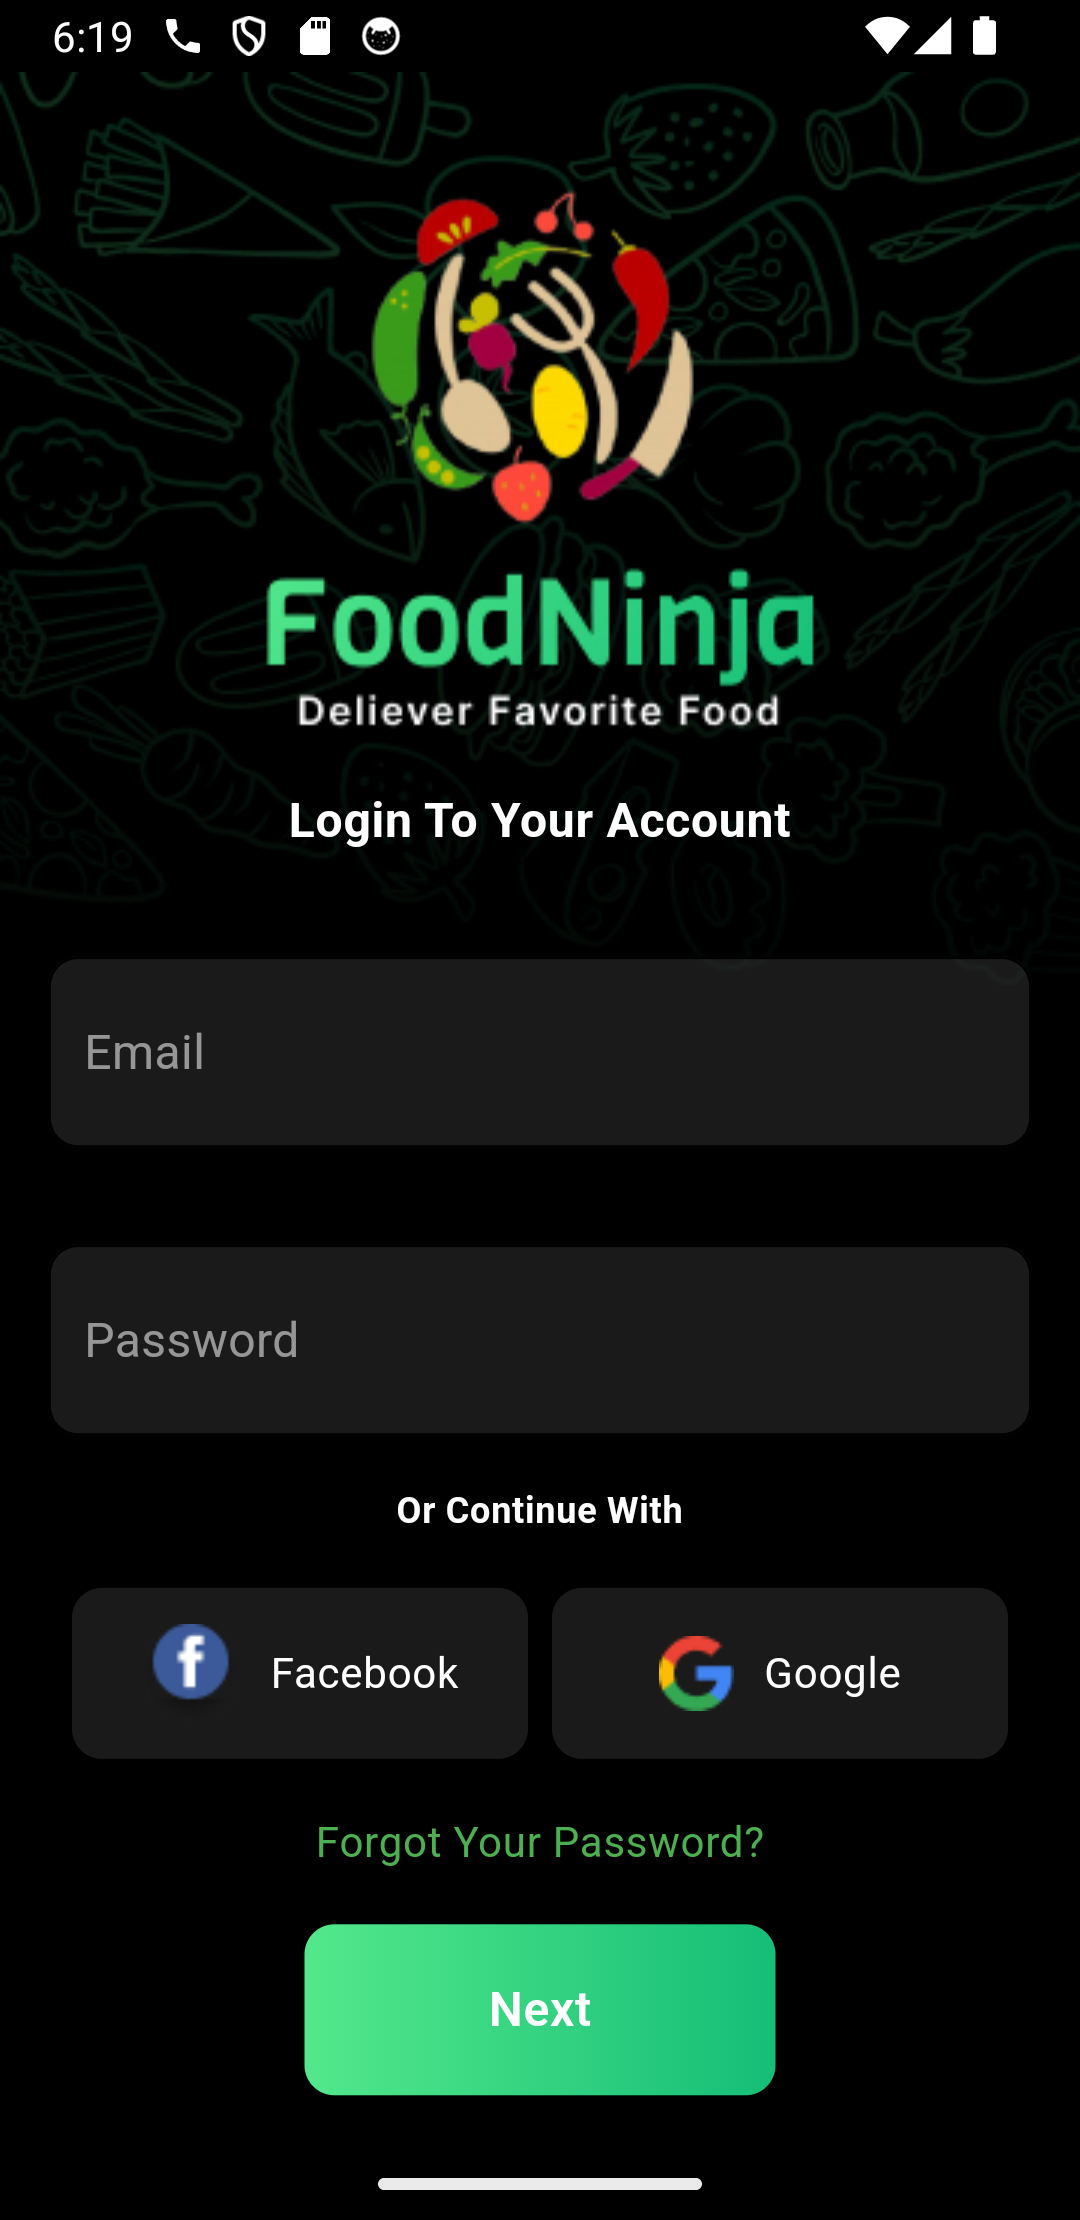 6:19
FoodNinja
Deliever Favorite Food
Login To Your Account
Email
Password
Or Continue With
Facebook
Google
Forgot Your Password?
Next